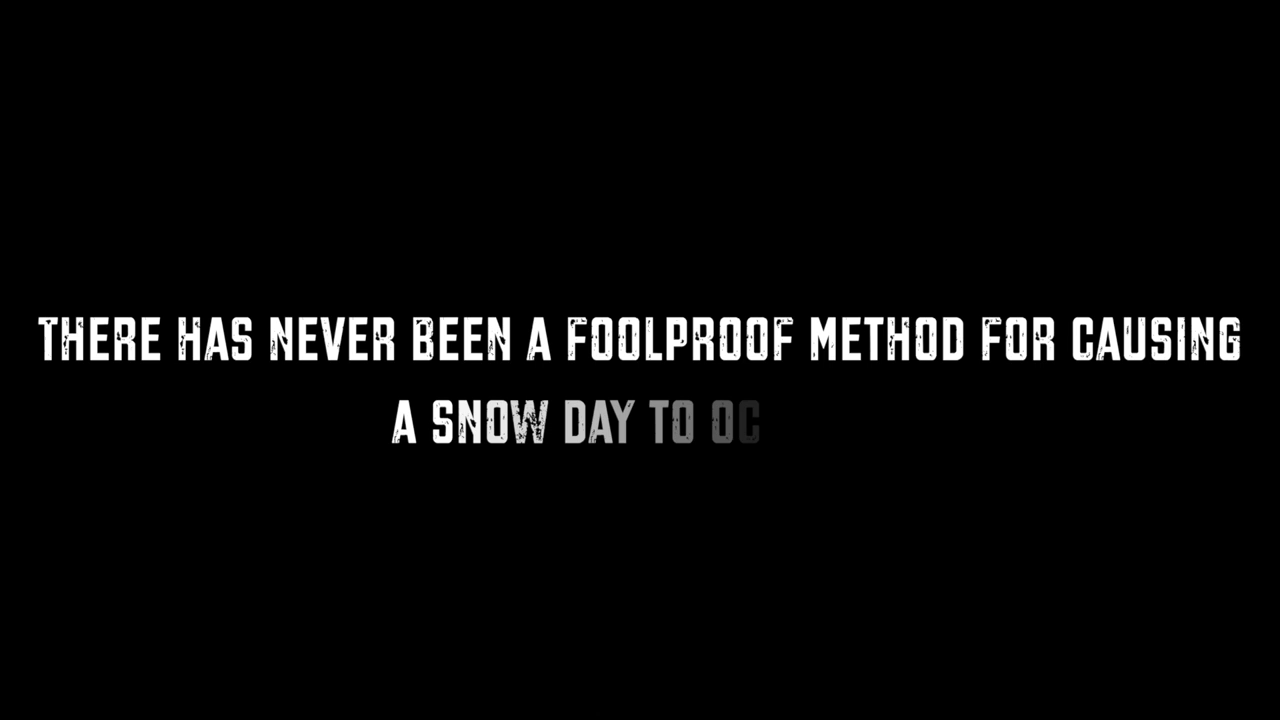 THERE HAS NEVER BEEN A FOOLPROOF METHOD FOR CAUSING
A SNOW DAY TO OC